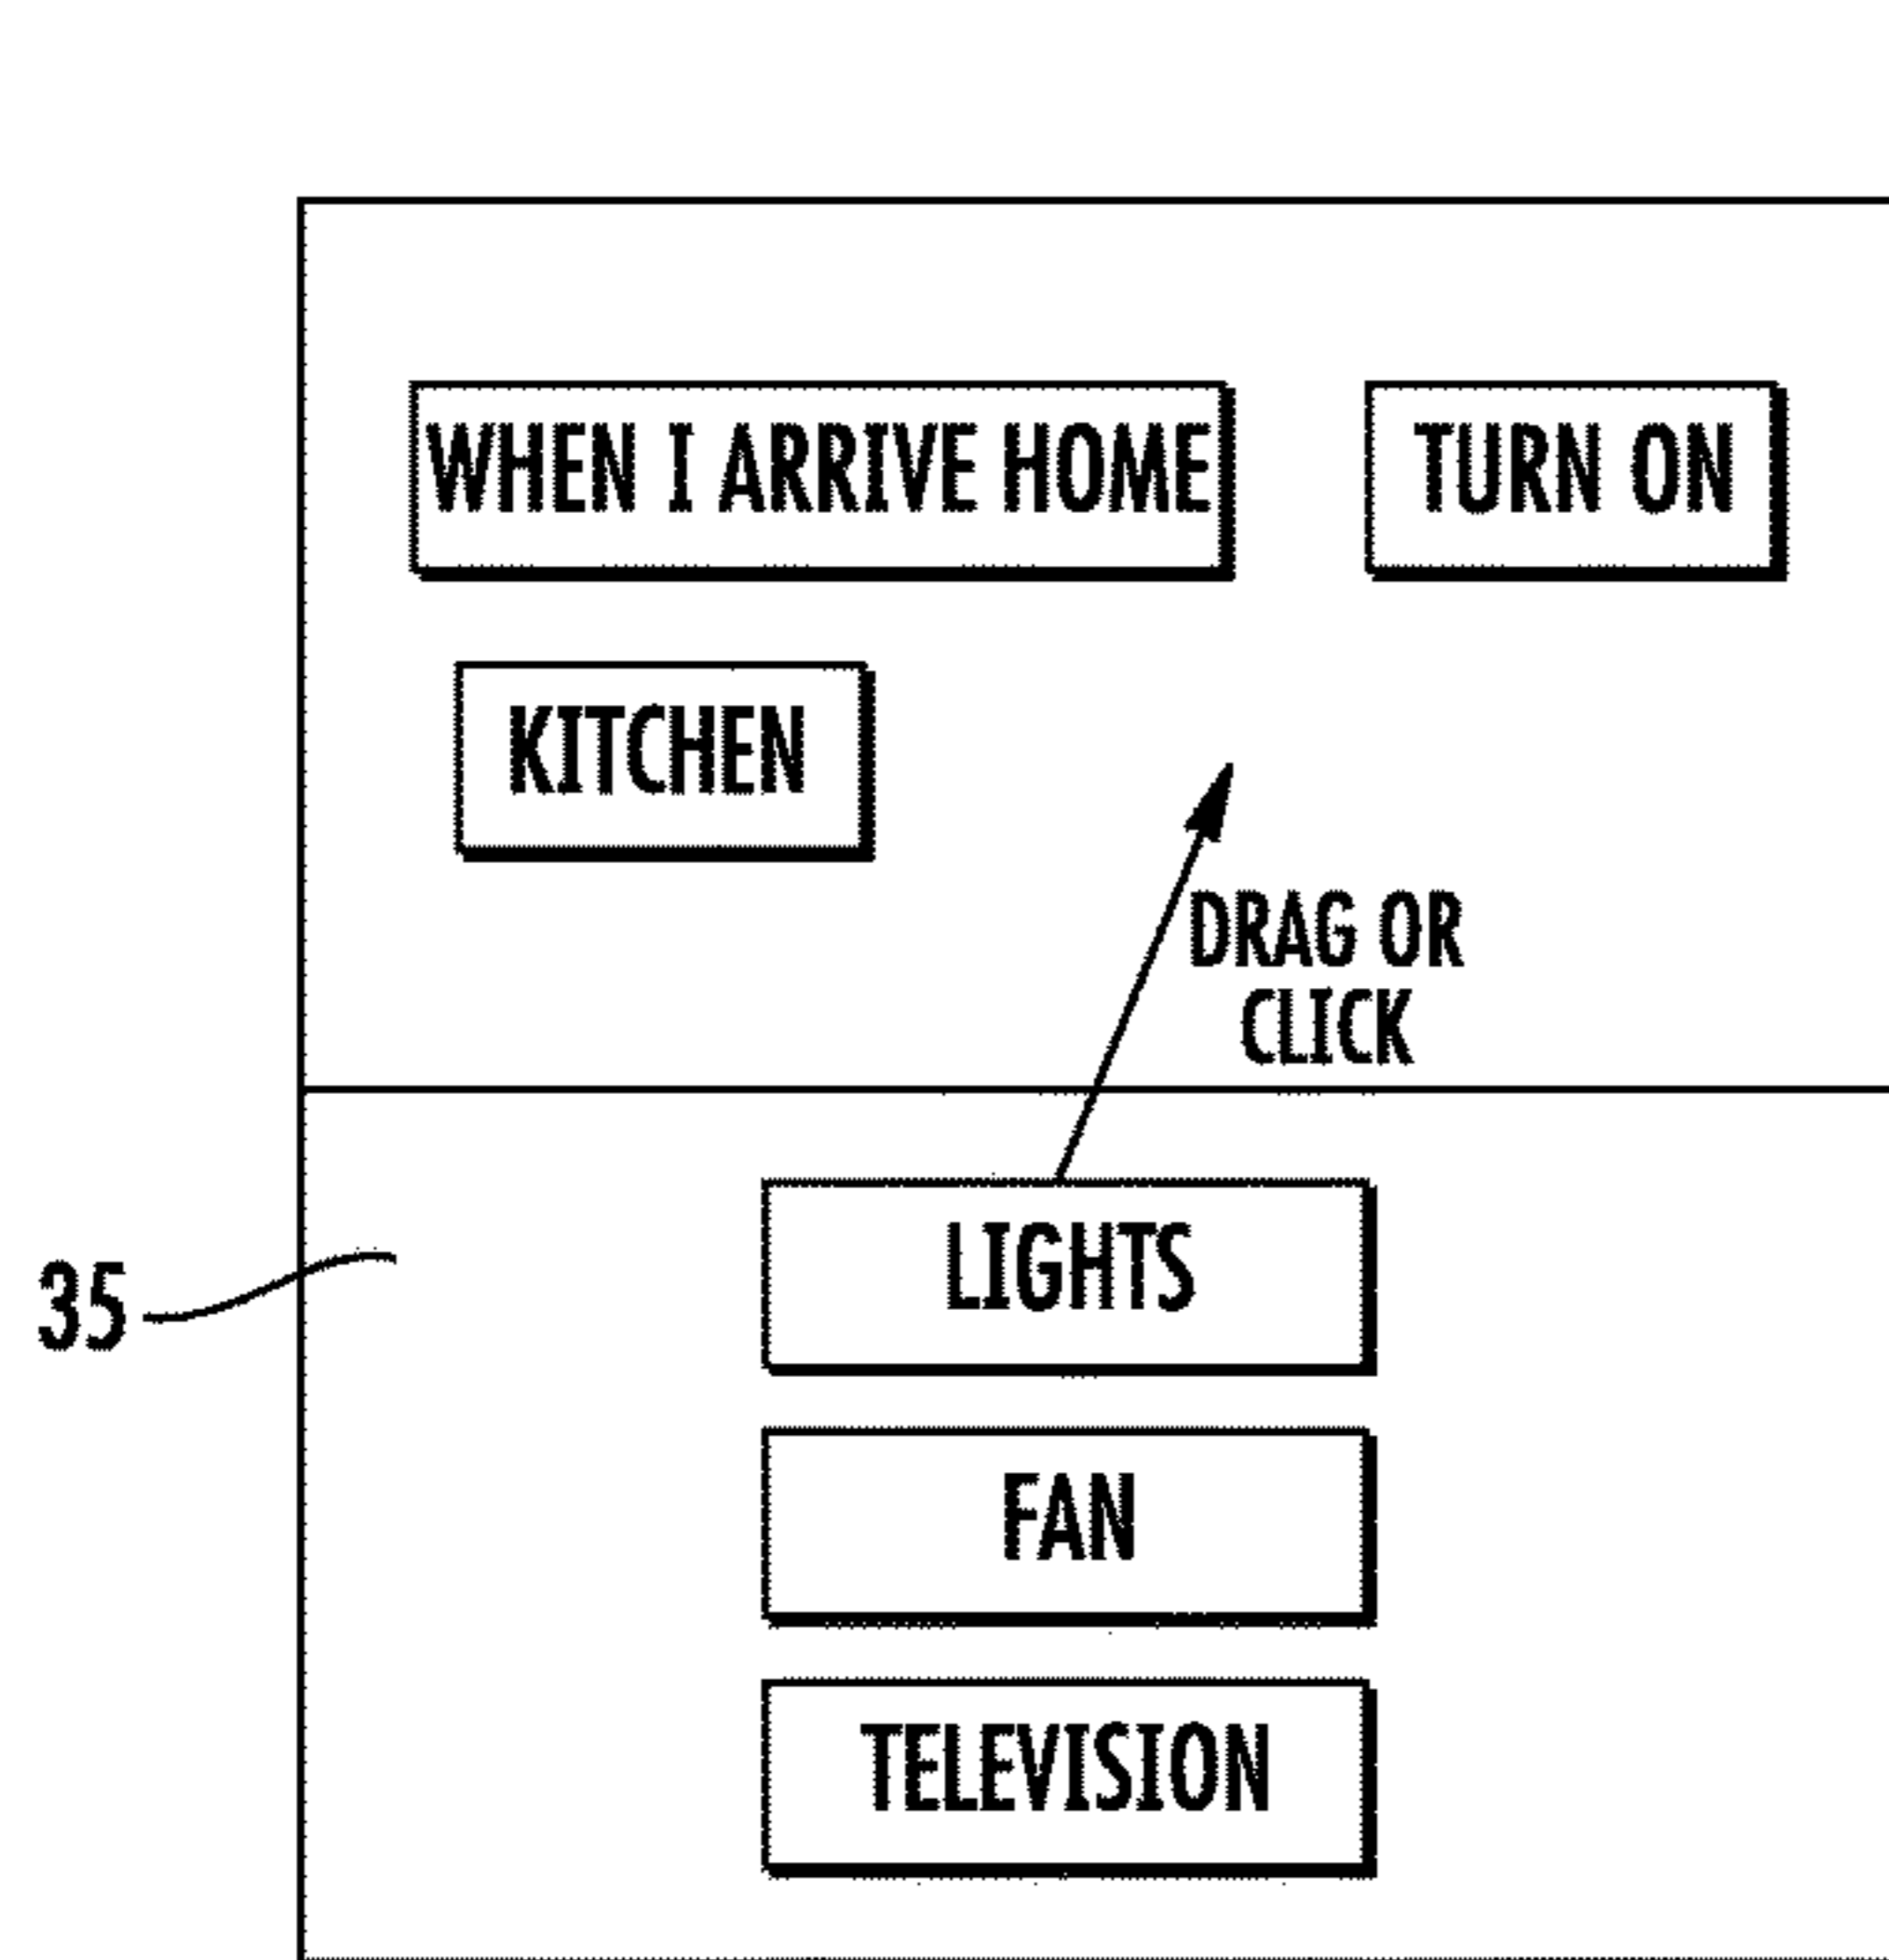 WHEN I ARRIVE HOME
TURN ON
KITCHEN
DRAG OR
CLICK
LIGHTS
35
FAN
TELEVISION